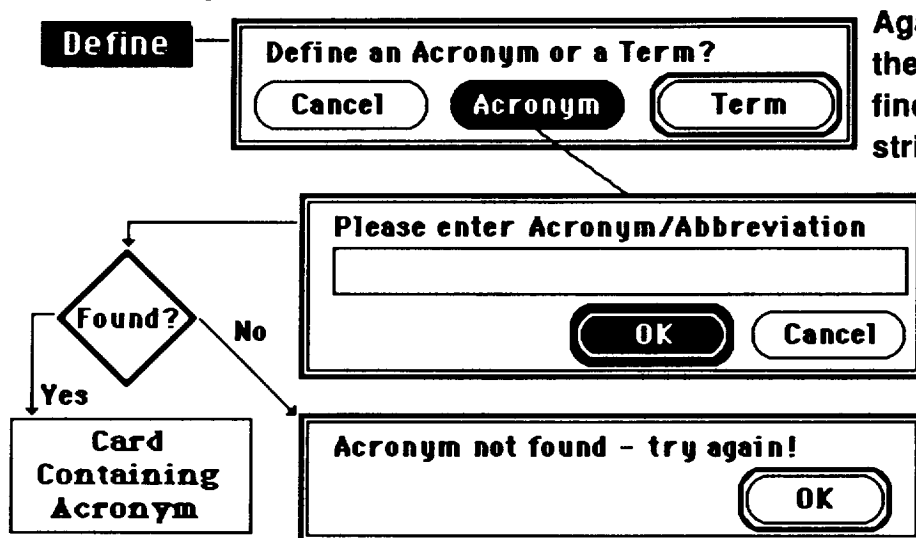 Define
Define an Acronym or a Term?
Cancel Acronym Term
Please enter Acronym/Abbreviation
OK Cancel
Found?
No
Yes
Card
Containing
Acronym
Acronym not found - try again!
OK
the